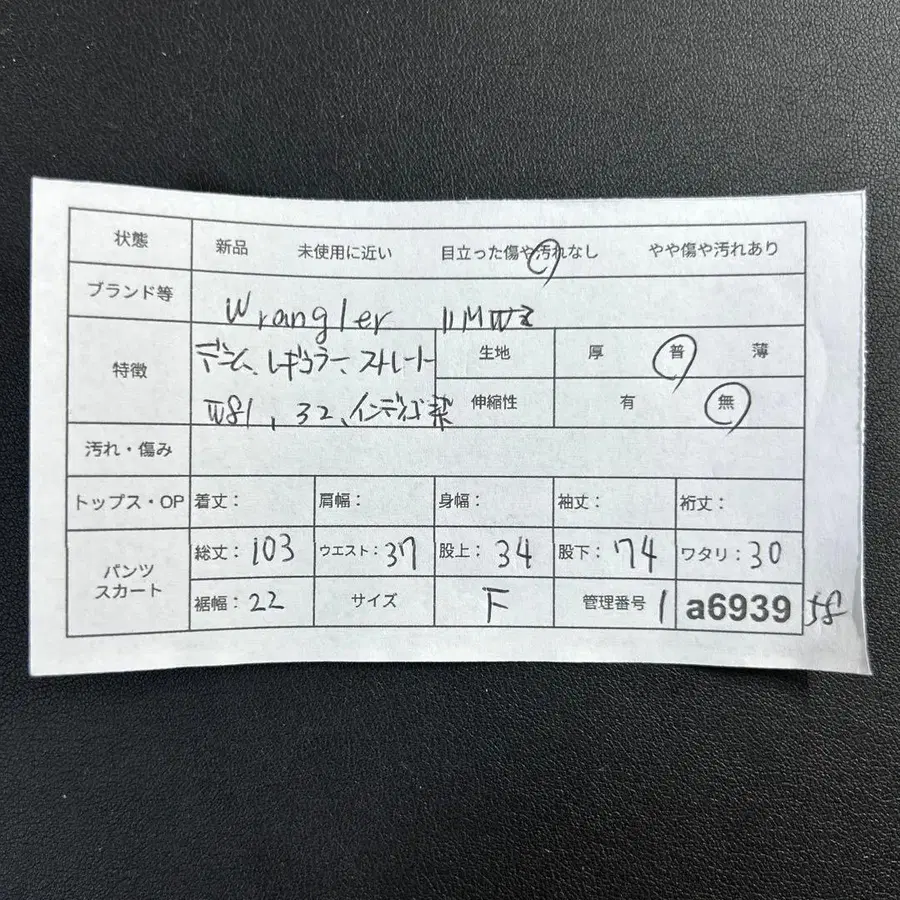 状態 新品 未使用に近い 目立った傷や汚れなし やや傷や汚れあり
ブランド等 Wrangler 11MWZ
特徴 デニム、レギュラー、ストレート 生地 厚 普 薄
W81, 32、インディゴ 伸縮性 有 無
汚れ・傷み
トップス・OP 着丈: 肩幅: 身幅: 袖丈: 裄丈:
パンツ スカート 総丈: 103 ウエスト: 37 股上: 34 股下: 74 ワタリ: 30
裾幅: 22 サイズ F 管理番号 1 a6939